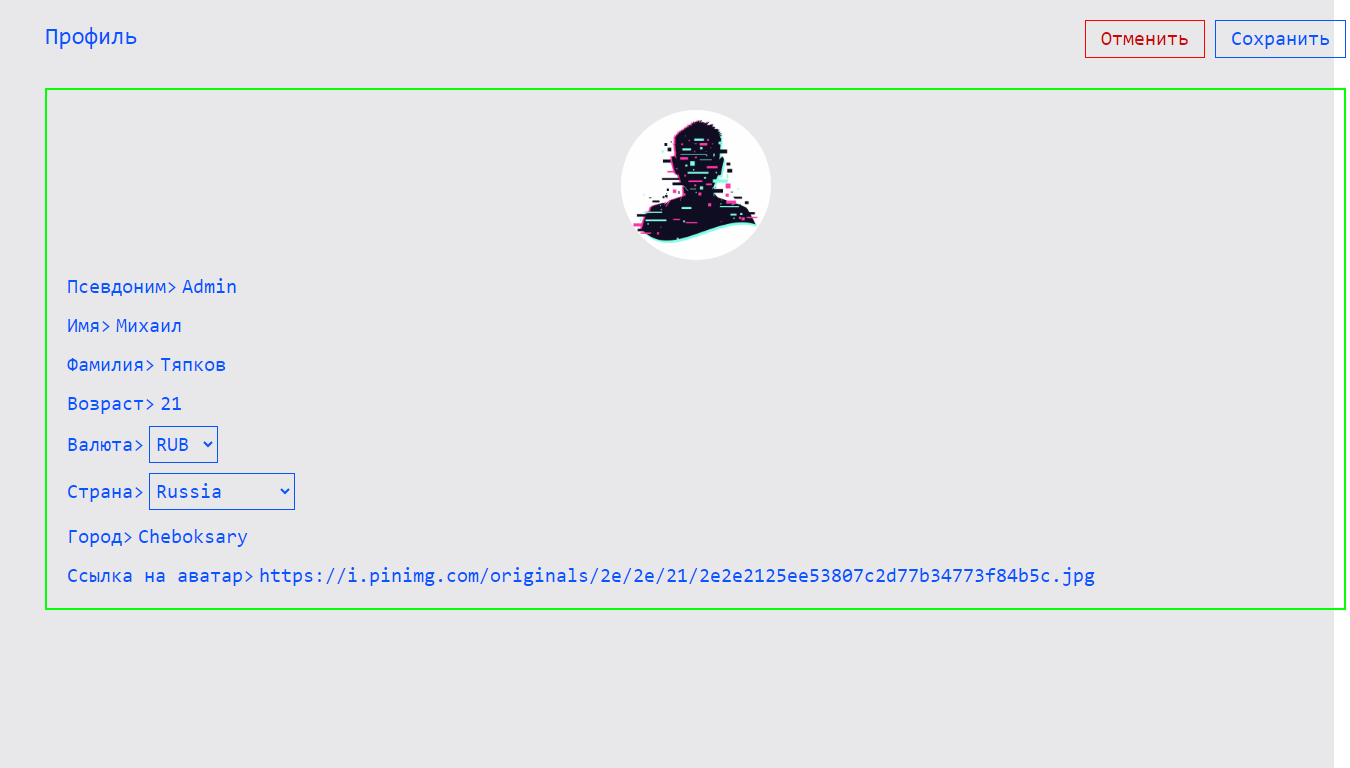 Профиль
Отменить
Сохранить
Псевдоним> Admin
Имя> Михаил
Фамилия> Тяпков
Возраст> 21
Валюта> RUB
Страна> Russia
Город> Cheboksary
Ссылка на аватар> https://i.pinimg.com/originals/2e/2e/21/2e2e2125ee53807c2d77b34773f84b5c.jpg